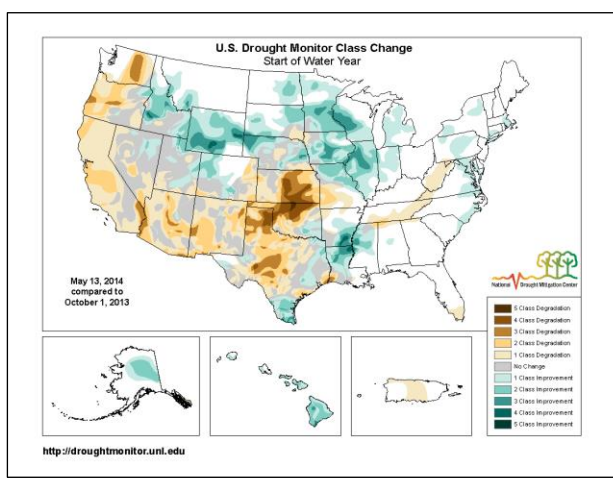 U.S. Drought Monitor Class Change
Start of Water Year
May 13, 2014
compared to
October 1, 2013
National Drought Mitigation Center
5 Class Degradation
4 Class Degradation
3 Class Degradation
2 Class Degradation
1 Class Degradation
No Change
1 Class Improvement
2 Class Improvement
3 Class Improvement
4 Class Improvement
5 Class Improvement
http://droughtmonitor.unl.edu